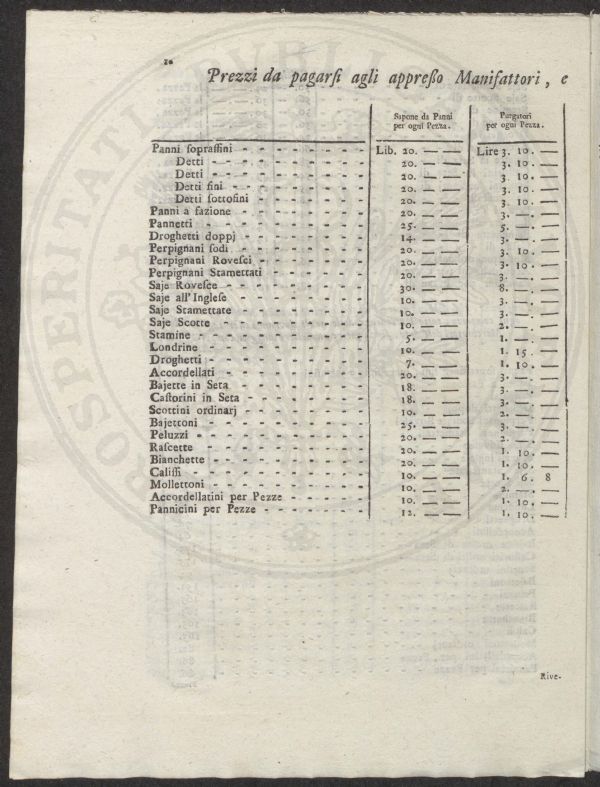 10
Prezzi da pagarsi agli appresso Manifattori, e
Sapone da Panni
per ogni Pezza.
Purgatori
per ogni Pezza.
Panni soprassini - - - - - - - - Lib. 20. — — Lire 3. 10. —
Detti - - - - - - - - 20. — — 3. 10. —
Detti - - - - - - - - 20. — — 3 10. —
Detti fini - - - - - - - - 20. — — 3. 10. —
Detti sottofini - - - - - - - - 20. — — 3 10. —
Panni a fazione - - - - - - - - 20. — — 3. — . —
Pannetti - - - - - - - - 25. — — 5. — . —
Droghetti doppj - - - - - - - - 14. — — 3. — . —
Perpignani sodi - - - - - - - - 20. — — 3. 10. —
Perpignani Rovesci - - - - - - - - 20. — — 3. 10. —
Perpignani Stamettati - - - - - - - - 20. — — 3. — . —
Saje Rovesce - - - - - - - - 30. — — 8. — . —
Saje all'Inglese - - - - - - - - 10. — — 3. — . —
Saje Stamettate - - - - - - - - 10. — — 3. — . —
Saje Scotte - - - - - - - - 10. — — 2. — . —
Stamine - - - - - - - - 5. — — 1. — . —
Londrine - - - - - - - - 10. — — 1. 15. —
Droghetti - - - - - - - - 7. — — 1. 10. —
Accordellati - - - - - - - - 20. — — 3. — . —
Bajette in Seta - - - - - - - - 18. — — 3. — . —
Castorini in Seta - - - - - - - - 18. — — 3. — . —
Scottini ordinarj - - - - - - - - 10. — — 2. — . —
Bajettoni - - - - - - - - 25. — — 3. — . —
Peluzzi - - - - - - - - 20. — — 2. — . —
Rascette - - - - - - - - 20. — — 1. 10. —
Bianchette - - - - - - - - 20. — — 1. 10. —
Califfi - - - - - - - - 10. — — 1. 6. 8
Mollettoni - - - - - - - - 10. — — 2. — . —
Accordellatini per Pezze - - - - - - 10. — — 1. 10. —
Pannicini per Pezze - - - - - - - - 12. — — 1. 10. —
Rive-
PROSPERITATI PUBLICÆ